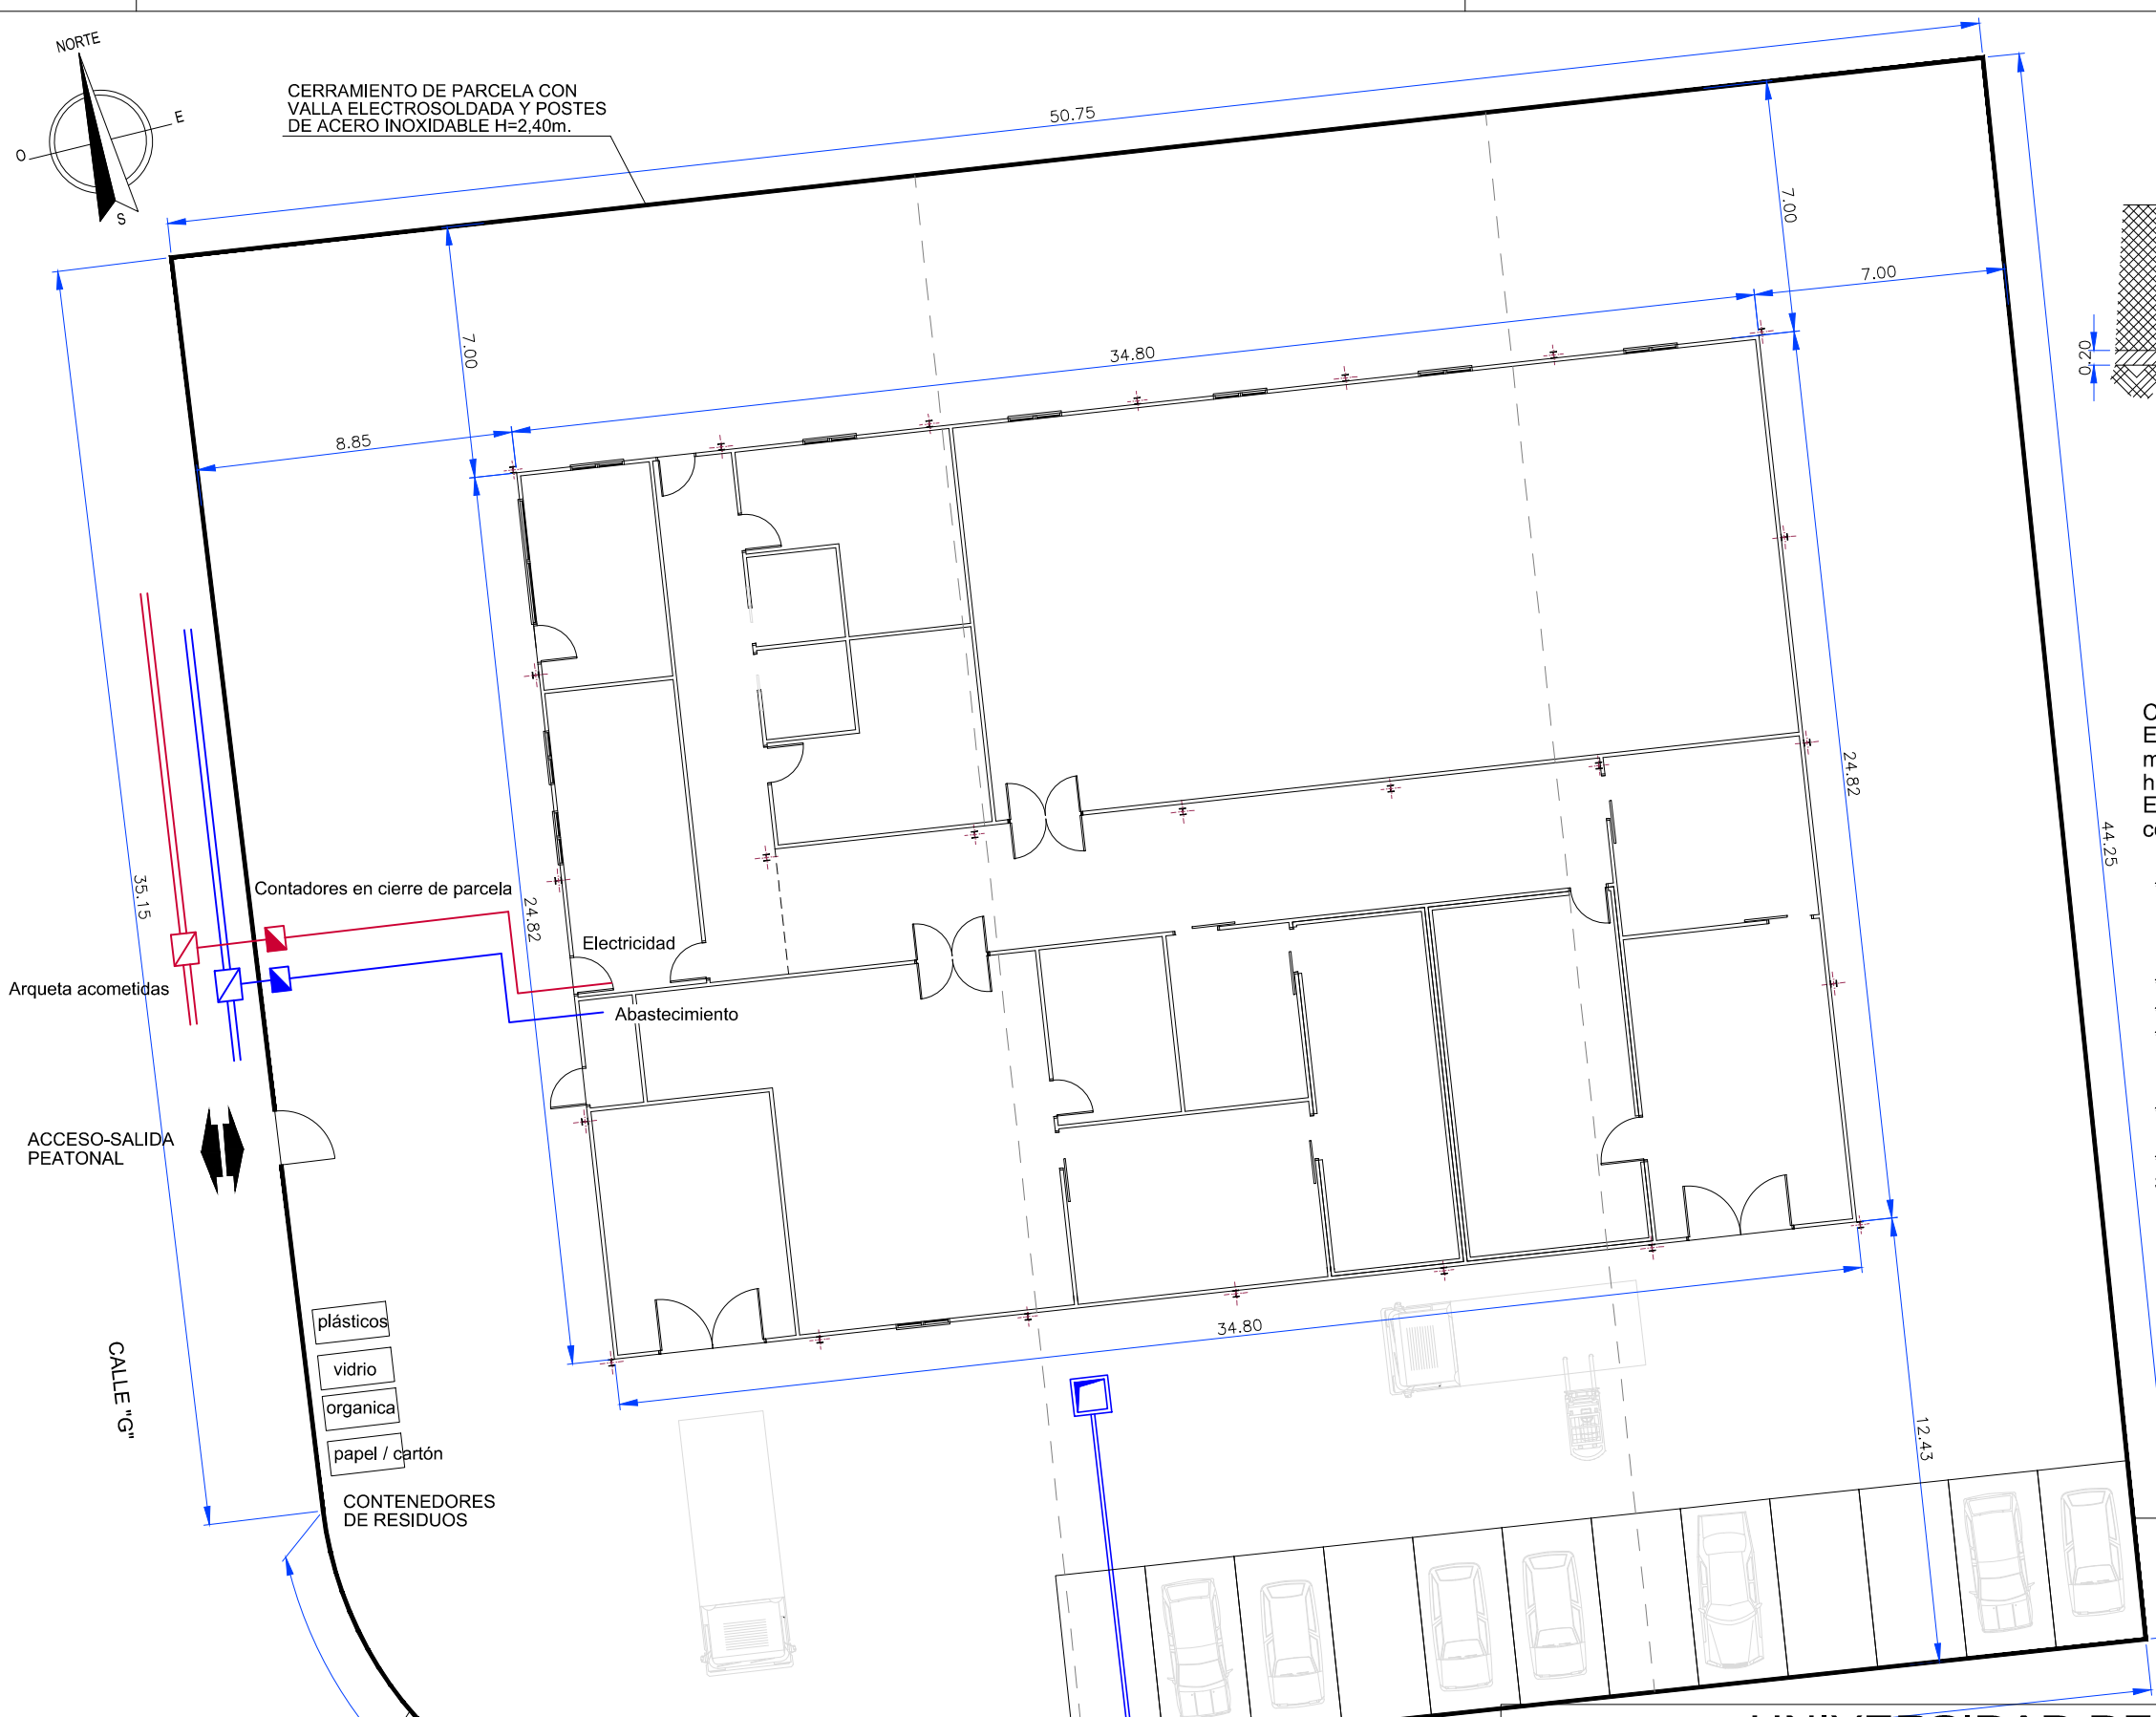 NORTE
E
O
S
CERRAMIENTO DE PARCELA CON
VALLA ELECTROSOLDADA Y POSTES
DE ACERO INOXIDABLE H=2,40m.
50.75
7.00
7.00
7.00
34.80
8.85
0.20
24.82
44.25
35.15
24.82
Contadores en cierre de parcela
Electricidad
Arqueta acometidas
Abastecimiento
ACCESO-SALIDA
PEATONAL
plásticos
vidrio
organica
papel / cartón
CALLE "G"
CONTENEDORES
DE RESIDUOS
34.80
12.43